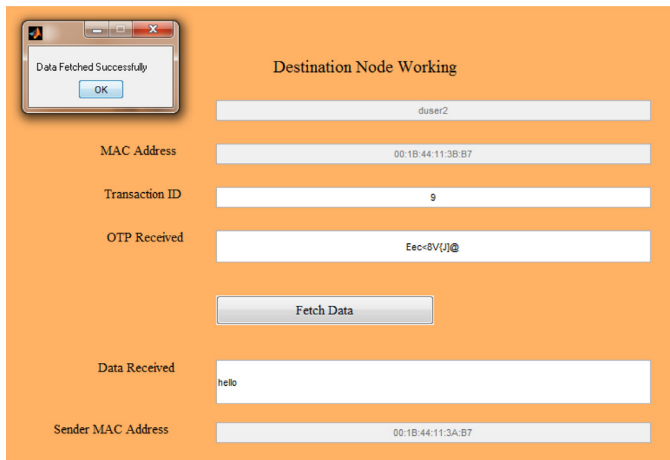 Data Fetched Successfully
OK
Destination Node Working
duser2
MAC Address
00:1B:44:11:3B:B7
Transaction ID
9
OTP Received
Eec<8V{J]@
Fetch Data
Data Received
hello
Sender MAC Address
00:1B:44:11:3A:B7